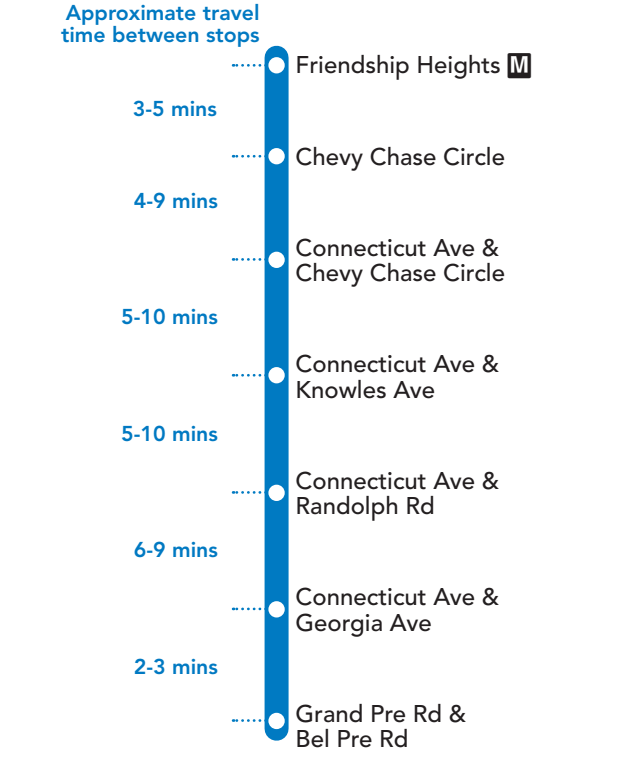 Approximate travel
time between stops
Friendship Heights M
3-5 mins
Chevy Chase Circle
4-9 mins
Connecticut Ave &
Chevy Chase Circle
5-10 mins
Connecticut Ave &
Knowles Ave
5-10 mins
Connecticut Ave &
Randolph Rd
6-9 mins
Connecticut Ave &
Georgia Ave
2-3 mins
Grand Pre Rd &
Bel Pre Rd